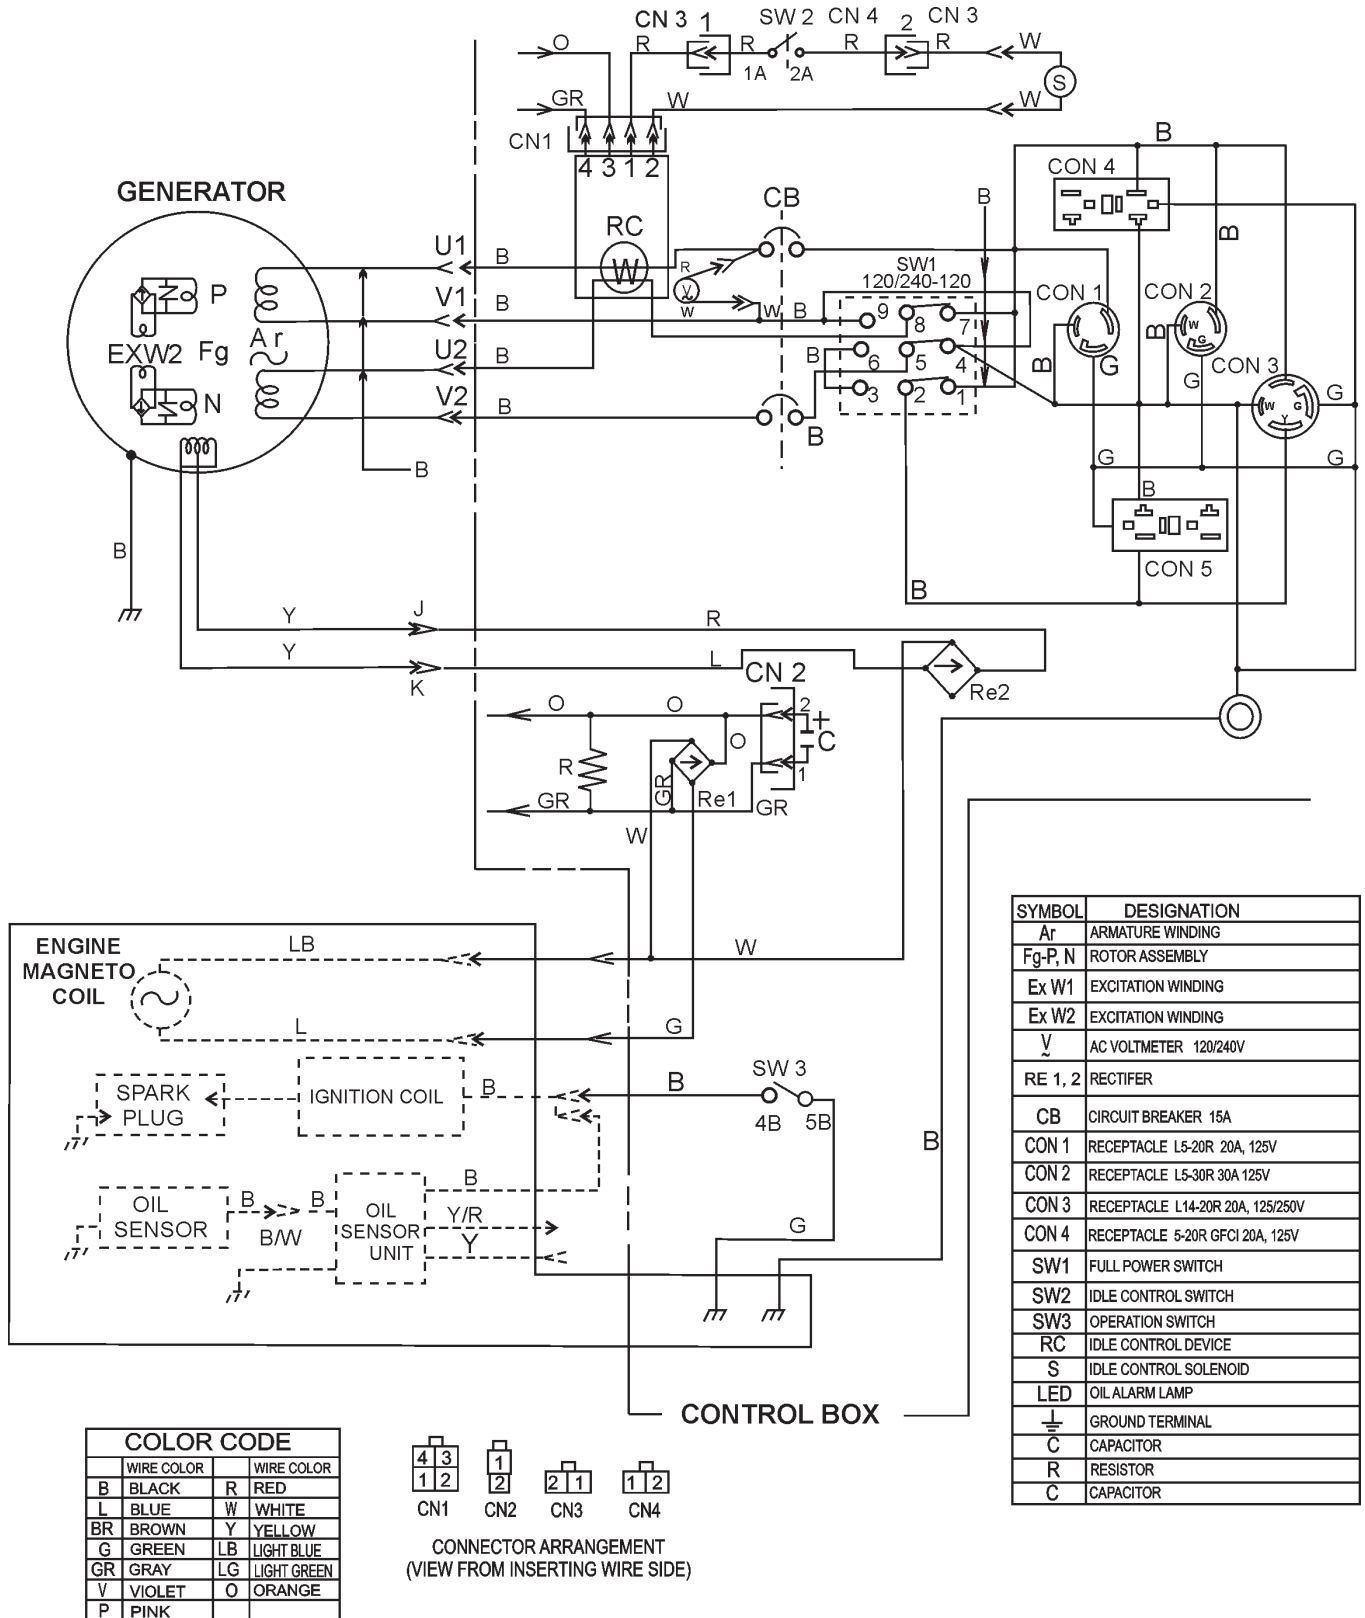 CN 3 1 SW 2 CN 4 2 CN 3
O R R R R W
1A 2A
S
GR W W
CN1
4 3 1 2
B
CON 4
GENERATOR
CB
B
RC
U1 B
W
R
SW1
120/240-120
B
P
V1 B
V
W W B
9 8 7
CON 1 CON 2
W
G
EXW2 Fg Ar
U2 B
B 6 5 4
B B
G
CON 3
N
V2 B
3 2 1
G
W G
Y
G
B
B
G
G
B
B
CON 5
B
Y J R
Y K L
CN 2
Re2
O O
2
+
C
O
R
GR
1
GR
Re1
GR
W
ENGINE
MAGNETO
COIL
LB
W
L
G
SW 3
B B
4B 5B
SPARK
PLUG
IGNITION COIL
B
OIL
SENSOR
B B
B/W
OIL
SENSOR
UNIT
B
Y/R
Y
G
CONTROL BOX
SYMBOL DESIGNATION
Ar ARMATURE WINDING
Fg-P, N ROTOR ASSEMBLY
Ex W1 EXCITATION WINDING
Ex W2 EXCITATION WINDING
V~ AC VOLTMETER 120/240V
RE 1, 2 RECTIFER
CB CIRCUIT BREAKER 15A
CON 1 RECEPTACLE L5-20R 20A, 125V
CON 2 RECEPTACLE L5-30R 30A 125V
CON 3 RECEPTACLE L14-20R 20A, 125/250V
CON 4 RECEPTACLE 5-20R GFCI 20A, 125V
SW1 FULL POWER SWITCH
SW2 IDLE CONTROL SWITCH
SW3 OPERATION SWITCH
RC IDLE CONTROL DEVICE
S IDLE CONTROL SOLENOID
LED OIL ALARM LAMP
GROUND TERMINAL
C CAPACITOR
R RESISTOR
C CAPACITOR
COLOR CODE
WIRE COLOR WIRE COLOR
B BLACK R RED
L BLUE W WHITE
BR BROWN Y YELLOW
G GREEN LB LIGHT BLUE
GR GRAY LG LIGHT GREEN
V VIOLET O ORANGE
P PINK
4 3
1 2
CN1
1
2
CN2
2 1
CN3
1 2
CN4
CONNECTOR ARRANGEMENT
(VIEW FROM INSERTING WIRE SIDE)